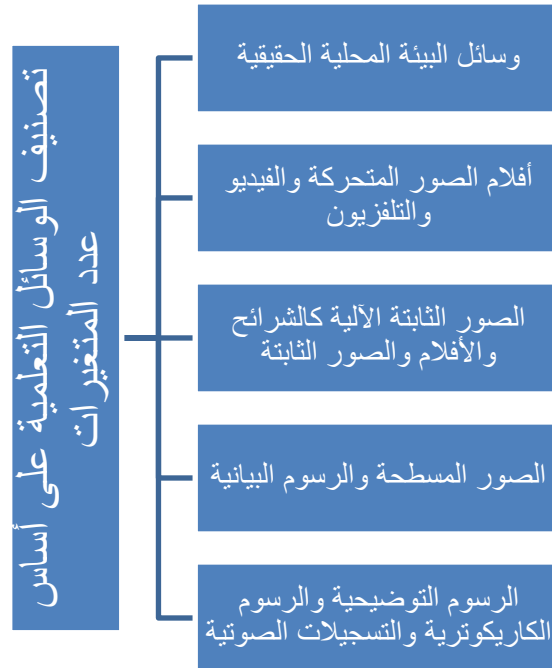 تصنيف الوسائل التعلمية على أساس
عدد المتغيرات
وسائل البيئة المحلية الحقيقية
أفلام الصور المتحركة والفيديو
والتلفزيون
الصور الثابتة الآلية كالشرائح
والأفلام والصور الثابتة
الصور المسطحة والرسوم البيانية
الرسوم التوضيحية والرسوم
الكاريكوترية والتسجيلات الصوتية